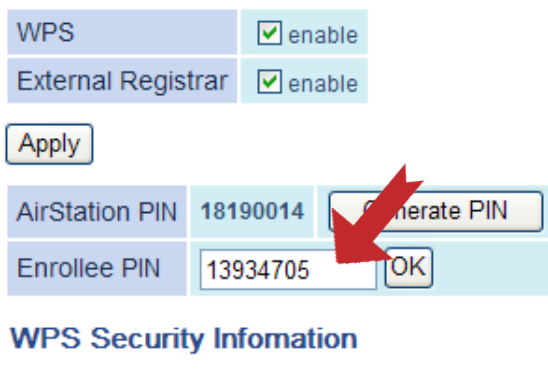 WPS enable
External Registrar enable
Apply
AirStation PIN 18190014 Generate PIN
Enrollee PIN 13934705 OK
WPS Security Infomation